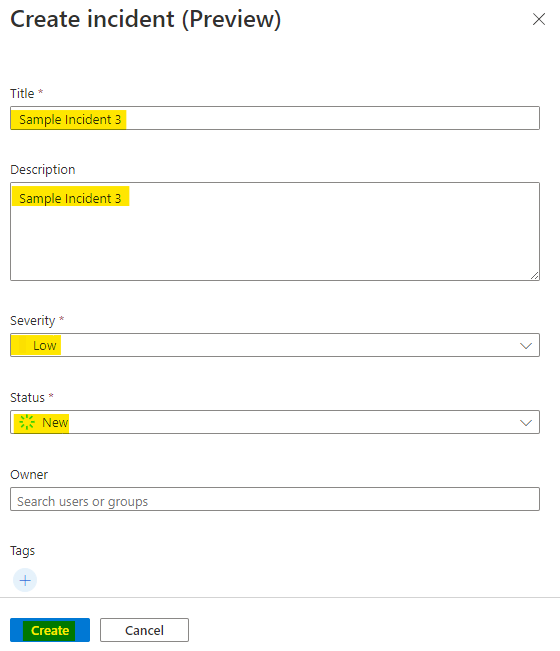 Create incident (Preview)
Title *
Sample Incident 3
Description
Sample Incident 3
Severity *
Low
Status *
New
Owner
Search users or groups
Tags
Create
Cancel